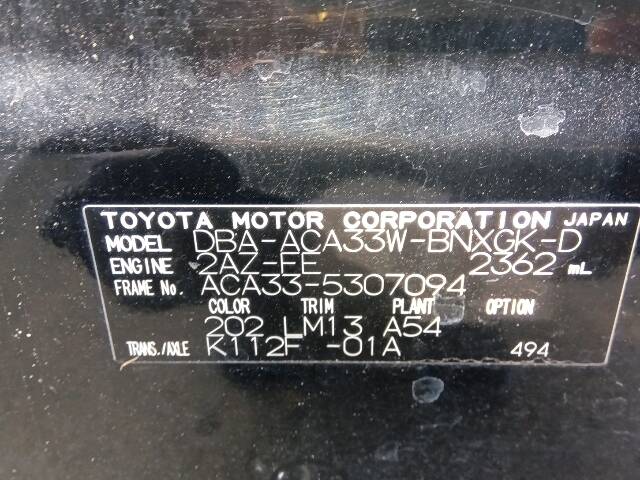 TOYOTA MOTOR CORPORATION JAPAN
MODEL DBA-ACA33W-BNXGK-D
ENGINE 2AZ-FE 2362 mL
FRAME No. ACA33-5307094
COLOR TRIM PLANT OPTION
202 LM13 A54
TRANS./AXLE K112F -01A 494